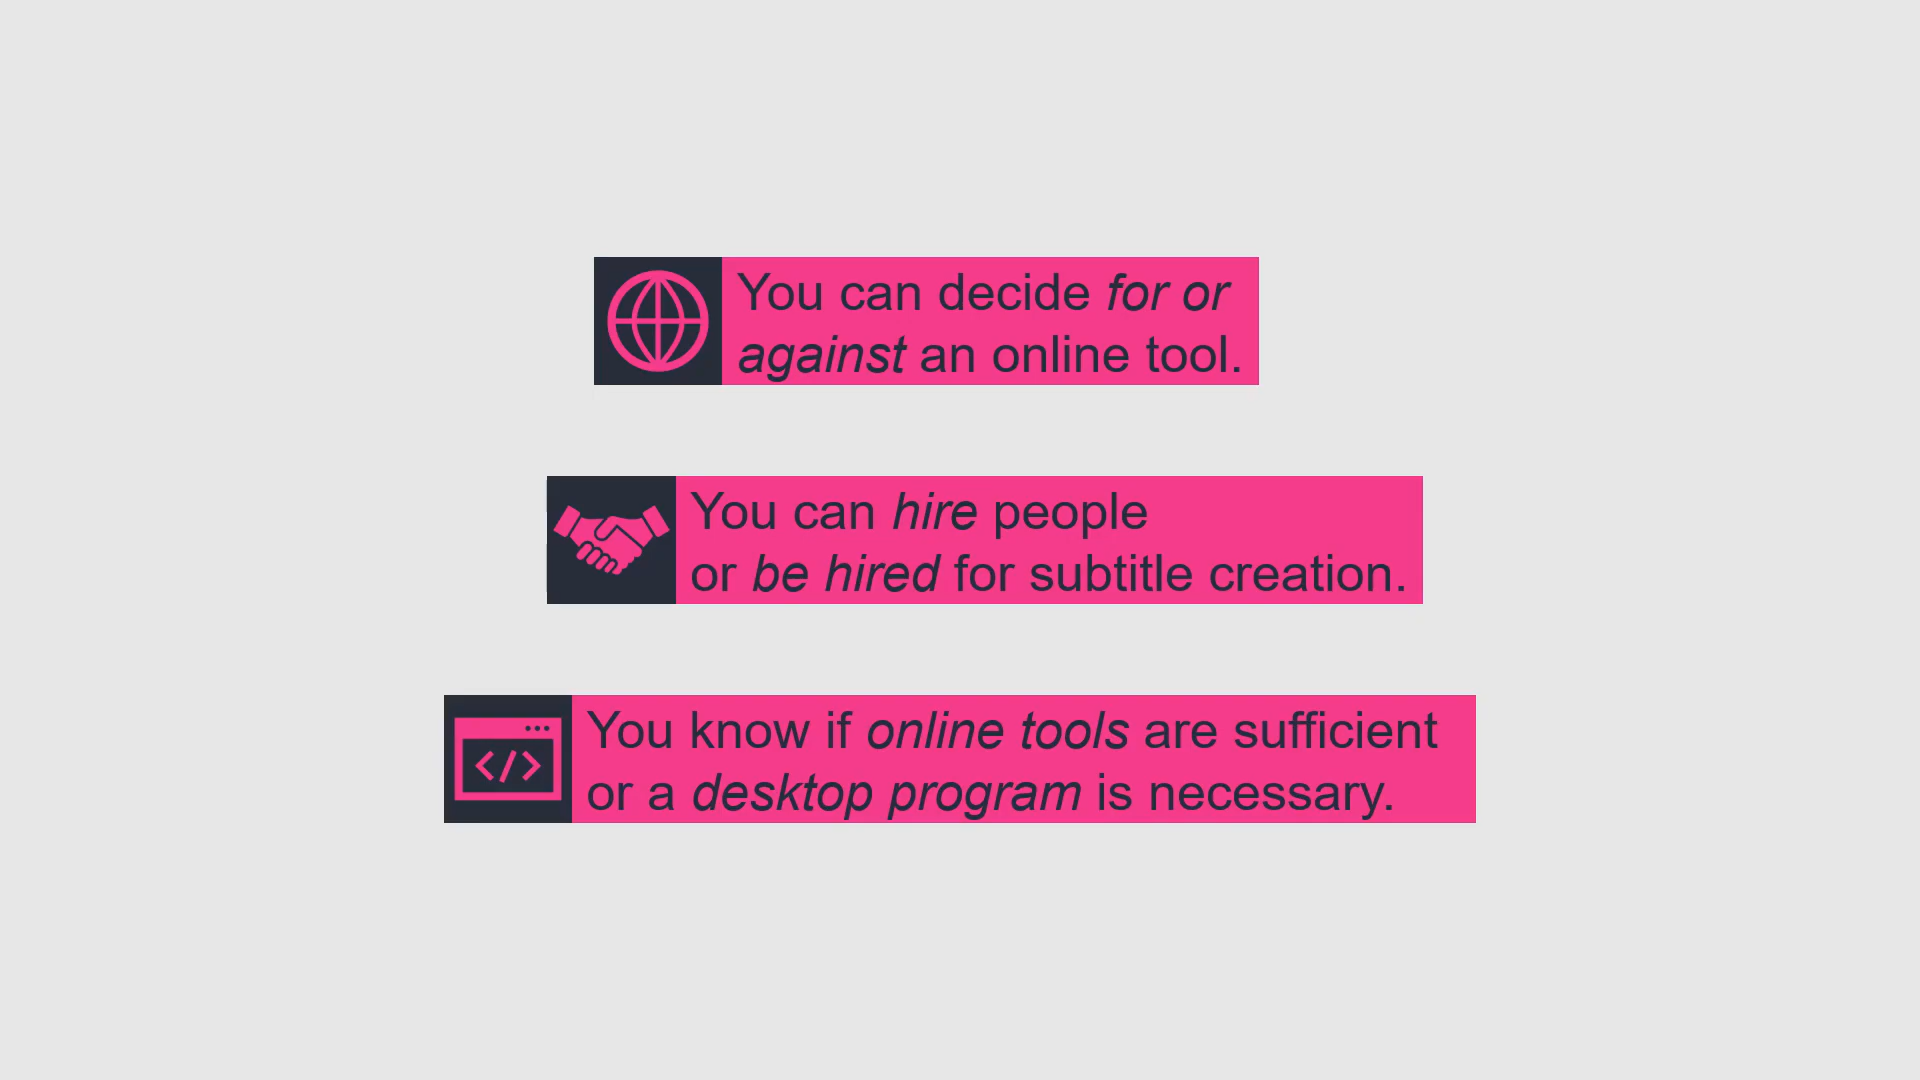 You can decide for or
against an online tool.
You can hire people
or be hired for subtitle creation.
You know if online tools are sufficient
or a desktop program is necessary.